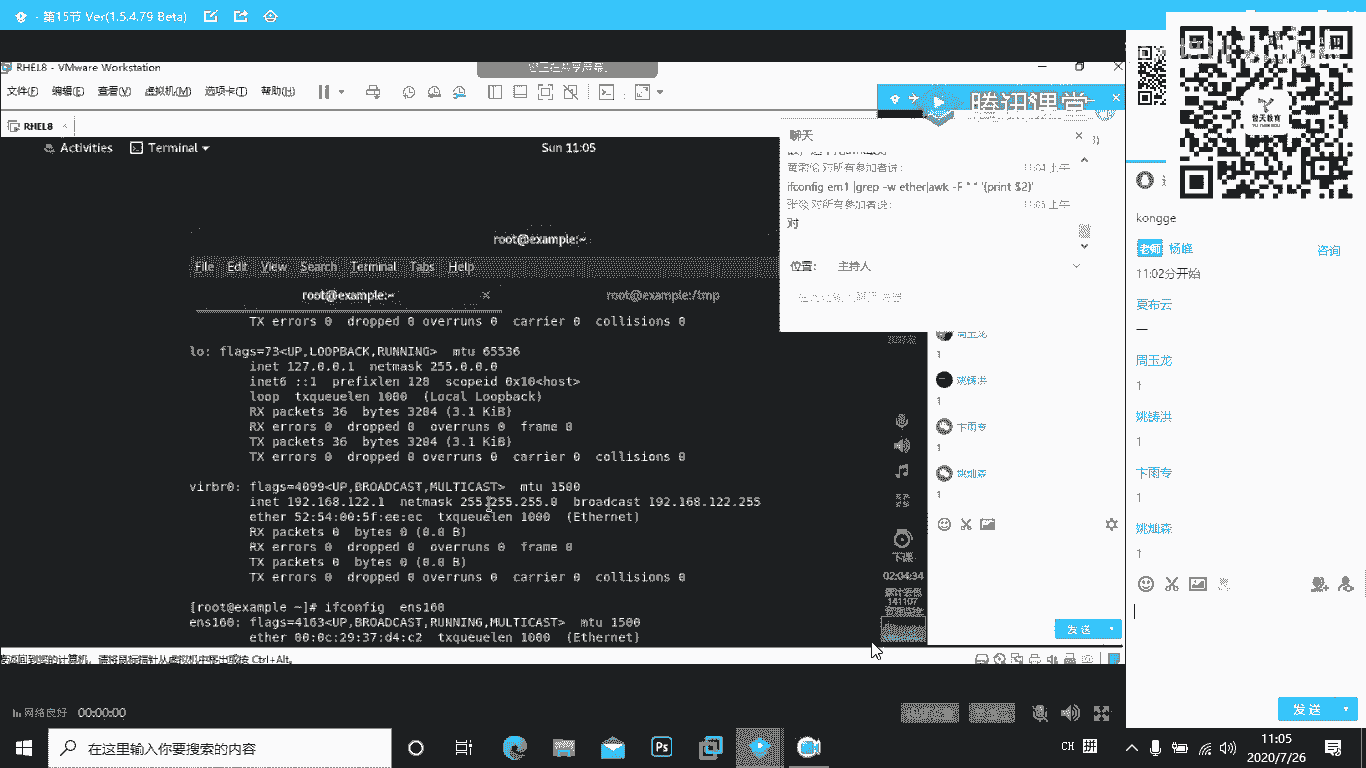 · 第15节 Ver(1.5.4.79 Beta)
RHEL8 - VMware Workstation
您正在共享屏幕
文件(F) 编辑(E) 查看(V) 虚拟机(M) 选项卡(T) 帮助(H)
RHEL8
腾讯课堂
Activities Terminal Sun 11:05
聊天
对所有参加者说: 11:04 上午
ifconfig em1 |grep -w ether|awk -F " " '{print $2}'
对所有参加者说: 11:05 上午
对
位置: 主持人
root@example:~
File Edit View Search Terminal Tabs Help
root@example:~ root@example:/tmp
TX errors 0 dropped 0 overruns 0 carrier 0 collisions 0
lo: flags=73<UP,LOOPBACK,RUNNING> mtu 65536
inet 127.0.0.1 netmask 255.0.0.0
inet6 ::1 prefixlen 128 scopeid 0x10<host>
loop txqueuelen 1000 (Local Loopback)
RX packets 36 bytes 3204 (3.1 KiB)
RX errors 0 dropped 0 overruns 0 frame 0
TX packets 36 bytes 3204 (3.1 KiB)
TX errors 0 dropped 0 overruns 0 carrier 0 collisions 0
virbr0: flags=4099<UP,BROADCAST,MULTICAST> mtu 1500
inet 192.168.122.1 netmask 255.255.255.0 broadcast 192.168.122.255
ether 52:54:00:5f:ee:ec txqueuelen 1000 (Ethernet)
RX packets 0 bytes 0 (0.0 B)
RX errors 0 dropped 0 overruns 0 frame 0
TX packets 0 bytes 0 (0.0 B)
TX errors 0 dropped 0 overruns 0 carrier 0 collisions 0
[root@example ~]# ifconfig ens160
ens160: flags=4163<UP,BROADCAST,RUNNING,MULTICAST> mtu 1500
ether 00:0c:29:37:d4:c2 txqueuelen 1000 (Ethernet)
要返回到您的计算机，请将鼠标指针从虚拟机中移出或按 Ctrl+Alt。
下课
02:04:34
周玉龙
1
姚铸洪
1
卞雨专
1
姚灿森
1
发送
kongge
老师 杨峰 咨询
11:02分开始
夏布云
一
周玉龙
1
姚铸洪
1
卞雨专
1
姚灿森
1
发送
网络良好 00:00:00
在这里输入你要搜索的内容
Ps
CH 拼
11:05
2020/7/26